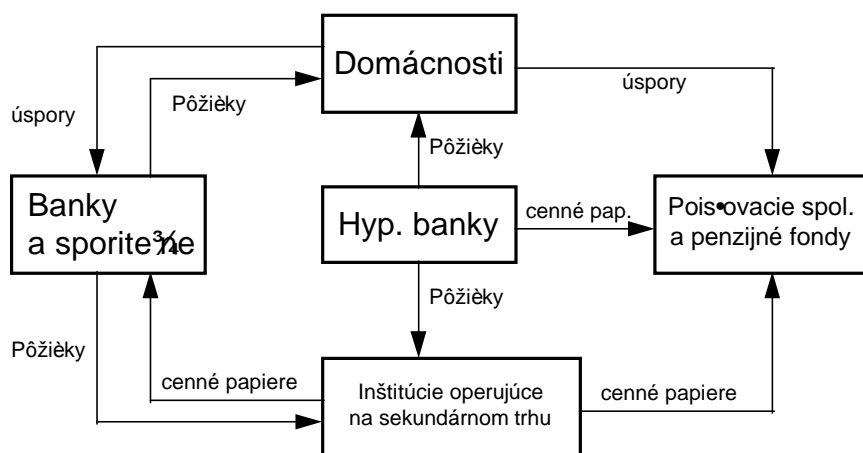 Domácnosti
úspory
Pôžièky
úspory
Pôžièky
Banky
a sporite¾ne
Hyp. banky
cenné pap.
Pois•ovacie spol.
a penzijné fondy
Pôžièky
Pôžièky
cenné papiere
Inštitúcie operujúce
na sekundárnom trhu
cenné papiere